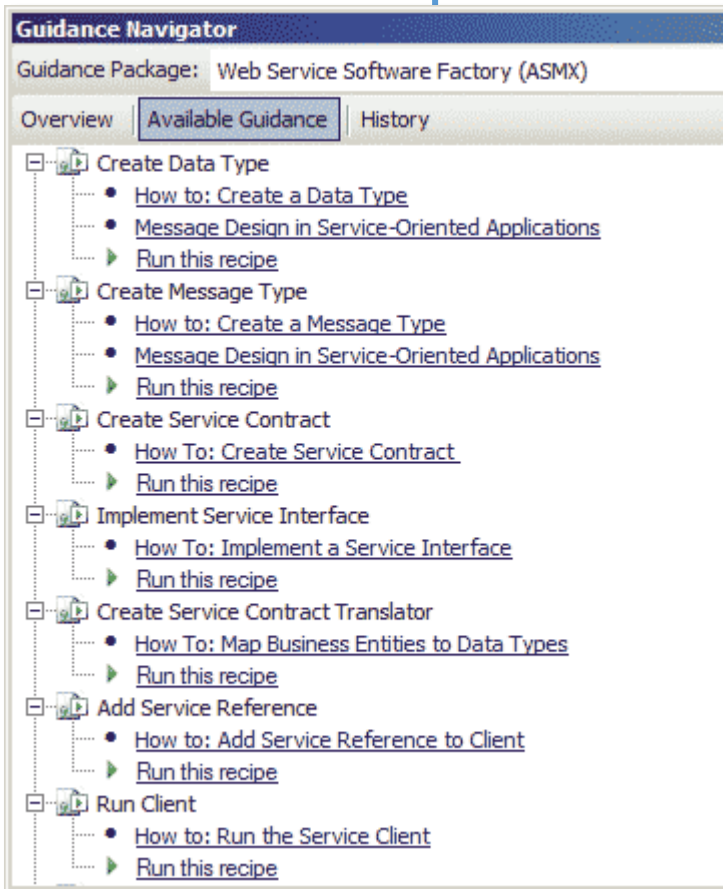 Guidance Navigator
Guidance Package: Web Service Software Factory (ASMX)
Overview Available Guidance History
Create Data Type
How to: Create a Data Type
Message Design in Service-Oriented Applications
Run this recipe
Create Message Type
How to: Create a Message Type
Message Design in Service-Oriented Applications
Run this recipe
Create Service Contract
How To: Create Service Contract
Run this recipe
Implement Service Interface
How To: Implement a Service Interface
Run this recipe
Create Service Contract Translator
How To: Map Business Entities to Data Types
Run this recipe
Add Service Reference
How to: Add Service Reference to Client
Run this recipe
Run Client
How to: Run the Service Client
Run this recipe